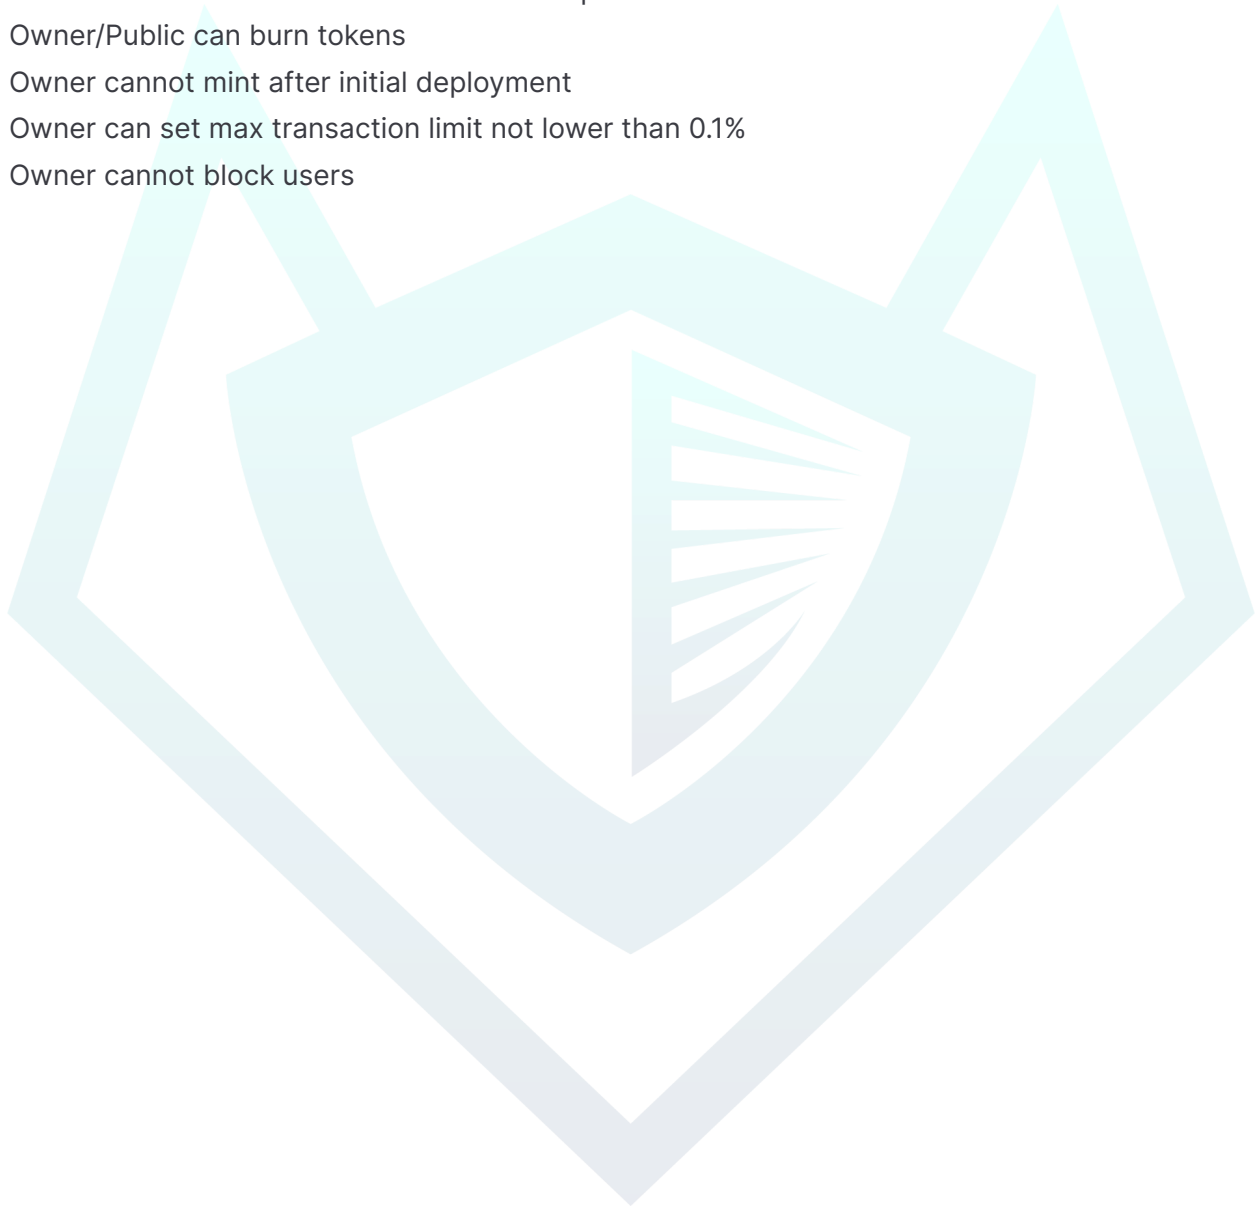 Owner/Public can burn tokens
Owner cannot mint after initial deployment
Owner can set max transaction limit not lower than 0.1%
Owner cannot block users